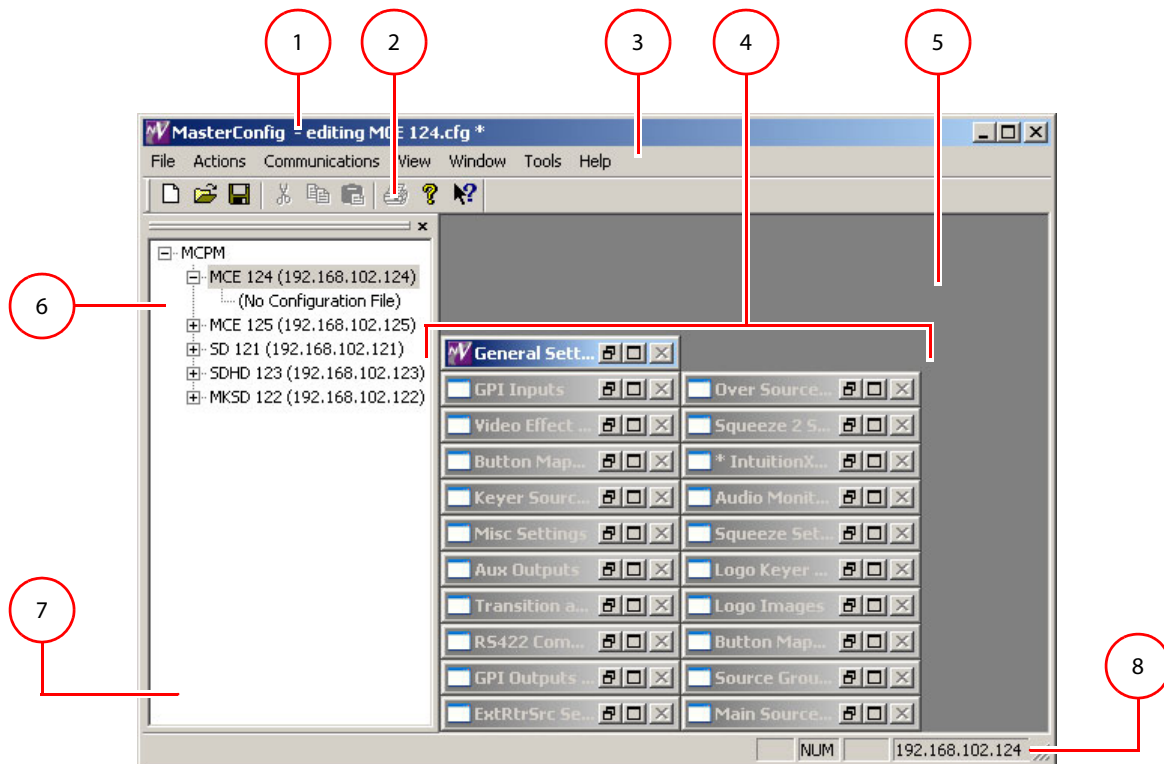 1
2
3
4
5
MasterConfig - editing MCE 124.cfg *
File Actions Communications View Window Tools Help
MCPM
MCE 124 (192.168.102.124)
(No Configuration File)
MCE 125 (192.168.102.125)
SD 121 (192.168.102.121)
SDHD 123 (192.168.102.123)
MKSD 122 (192.168.102.122)
6
7
General Sett...
GPI Inputs
Over Source...
Video Effect ...
Squeeze 2 S...
Button Map...
* IntuitionX...
Keyer Sourc...
Audio Monit...
Misc Settings
Squeeze Set...
Aux Outputs
Logo Keyer ...
Transition a...
Logo Images
RS422 Com...
Button Map...
GPI Outputs ...
Source Grou...
ExtRtrSrc Se...
Main Source...
8
NUM
192.168.102.124